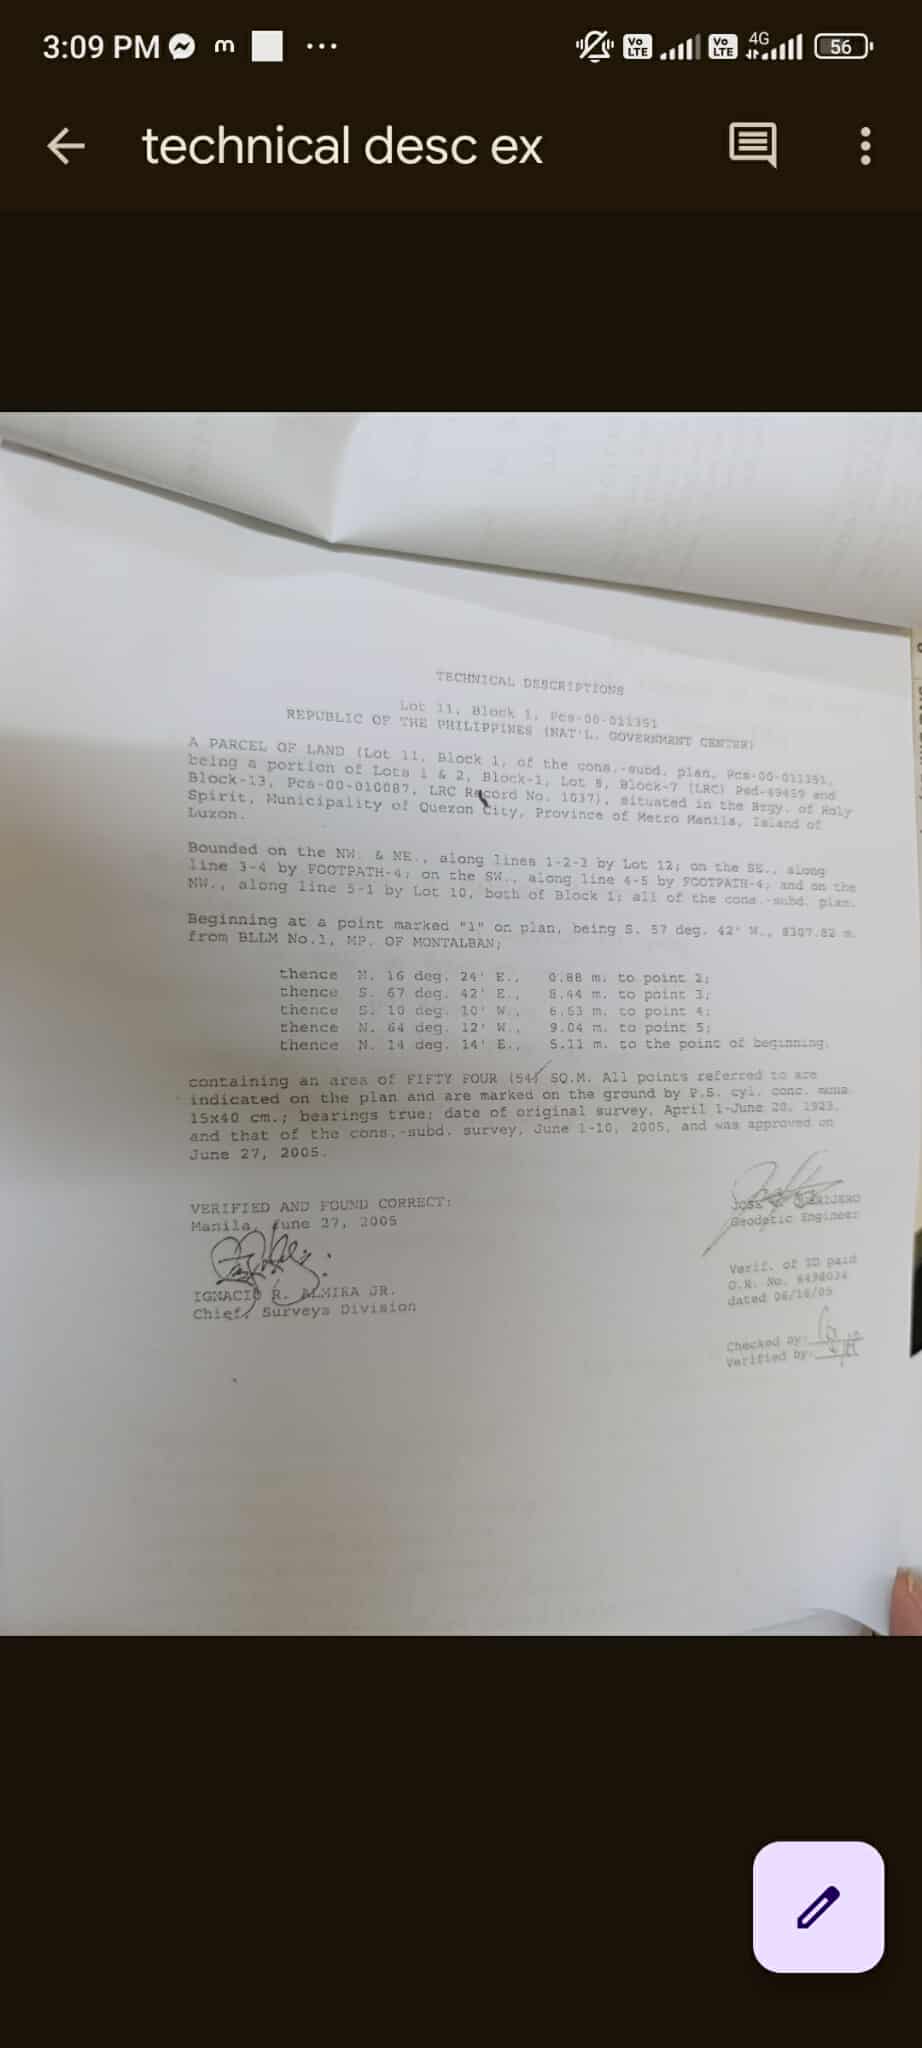 3:09 PM m ... Vo LTE Vo LTE 4G 56
technical desc ex
TECHNICAL DESCRIPTIONS
Lot 11, Block 1, Pcs-00-011351
REPUBLIC OF THE PHILIPPINES (NAT'L. GOVERNMENT CENTER)
A PARCEL OF LAND (Lot 11, Block 1, of the cons.-subd. plan, Pcs-00-011351,
being a portion of Lots 1 & 2, Block-1, Lot 8, Block-7 (LRC) Psd-49459 and
Block-13, Pcs-00-010087, LRC Record No. 1037), situated in the Brgy. of Holy
Spirit, Municipality of Quezon City, Province of Metro Manila, Island of
Luzon.
Bounded on the NW. & NE., along lines 1-2-3 by Lot 12; on the SE., along
line 3-4 by FOOTPATH-4; on the SW., along line 4-5 by FOOTPATH-4; and on the
NW., along line 5-1 by Lot 10, both of Block 1; all of the cons.-subd. plan.
Beginning at a point marked "1" on plan, being S. 57 deg. 42' W., 8307.82 m.
from BLLM No.1, MP. OF MONTALBAN;
thence N. 16 deg. 24' E., 0.88 m. to point 2;
thence S. 67 deg. 42' E., 8.44 m. to point 3;
thence S. 10 deg. 10' W., 6.53 m. to point 4;
thence N. 64 deg. 12' W., 9.04 m. to point 5;
thence N. 14 deg. 14' E., 5.11 m. to the point of beginning.
containing an area of FIFTY FOUR (54) SQ.M. All points referred to are
indicated on the plan and are marked on the ground by P.S. cyl. conc. mons.
15x40 cm.; bearings true; date of original survey, April 1-June 20, 1923,
and that of the cons.-subd. survey, June 1-10, 2005, and was approved on
June 27, 2005.
VERIFIED AND FOUND CORRECT:
Manila, June 27, 2005
IGNACIO R. ALMIRA JR.
Chief, Surveys Division
Geodetic Engineer
Verif. of TD paid
O.R. No. 8498034
dated 06/16/05
Checked by:
Verified by: